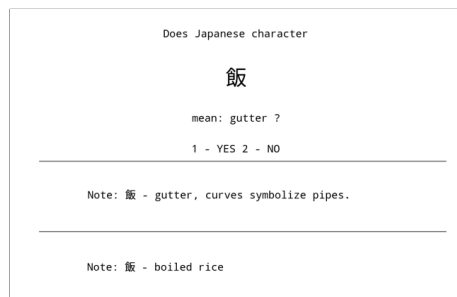 Does Japanese character
飯
mean: gutter ?
1 - YES 2 - NO
Note: 飯 - gutter, curves symbolize pipes.
Note: 飯 - boiled rice